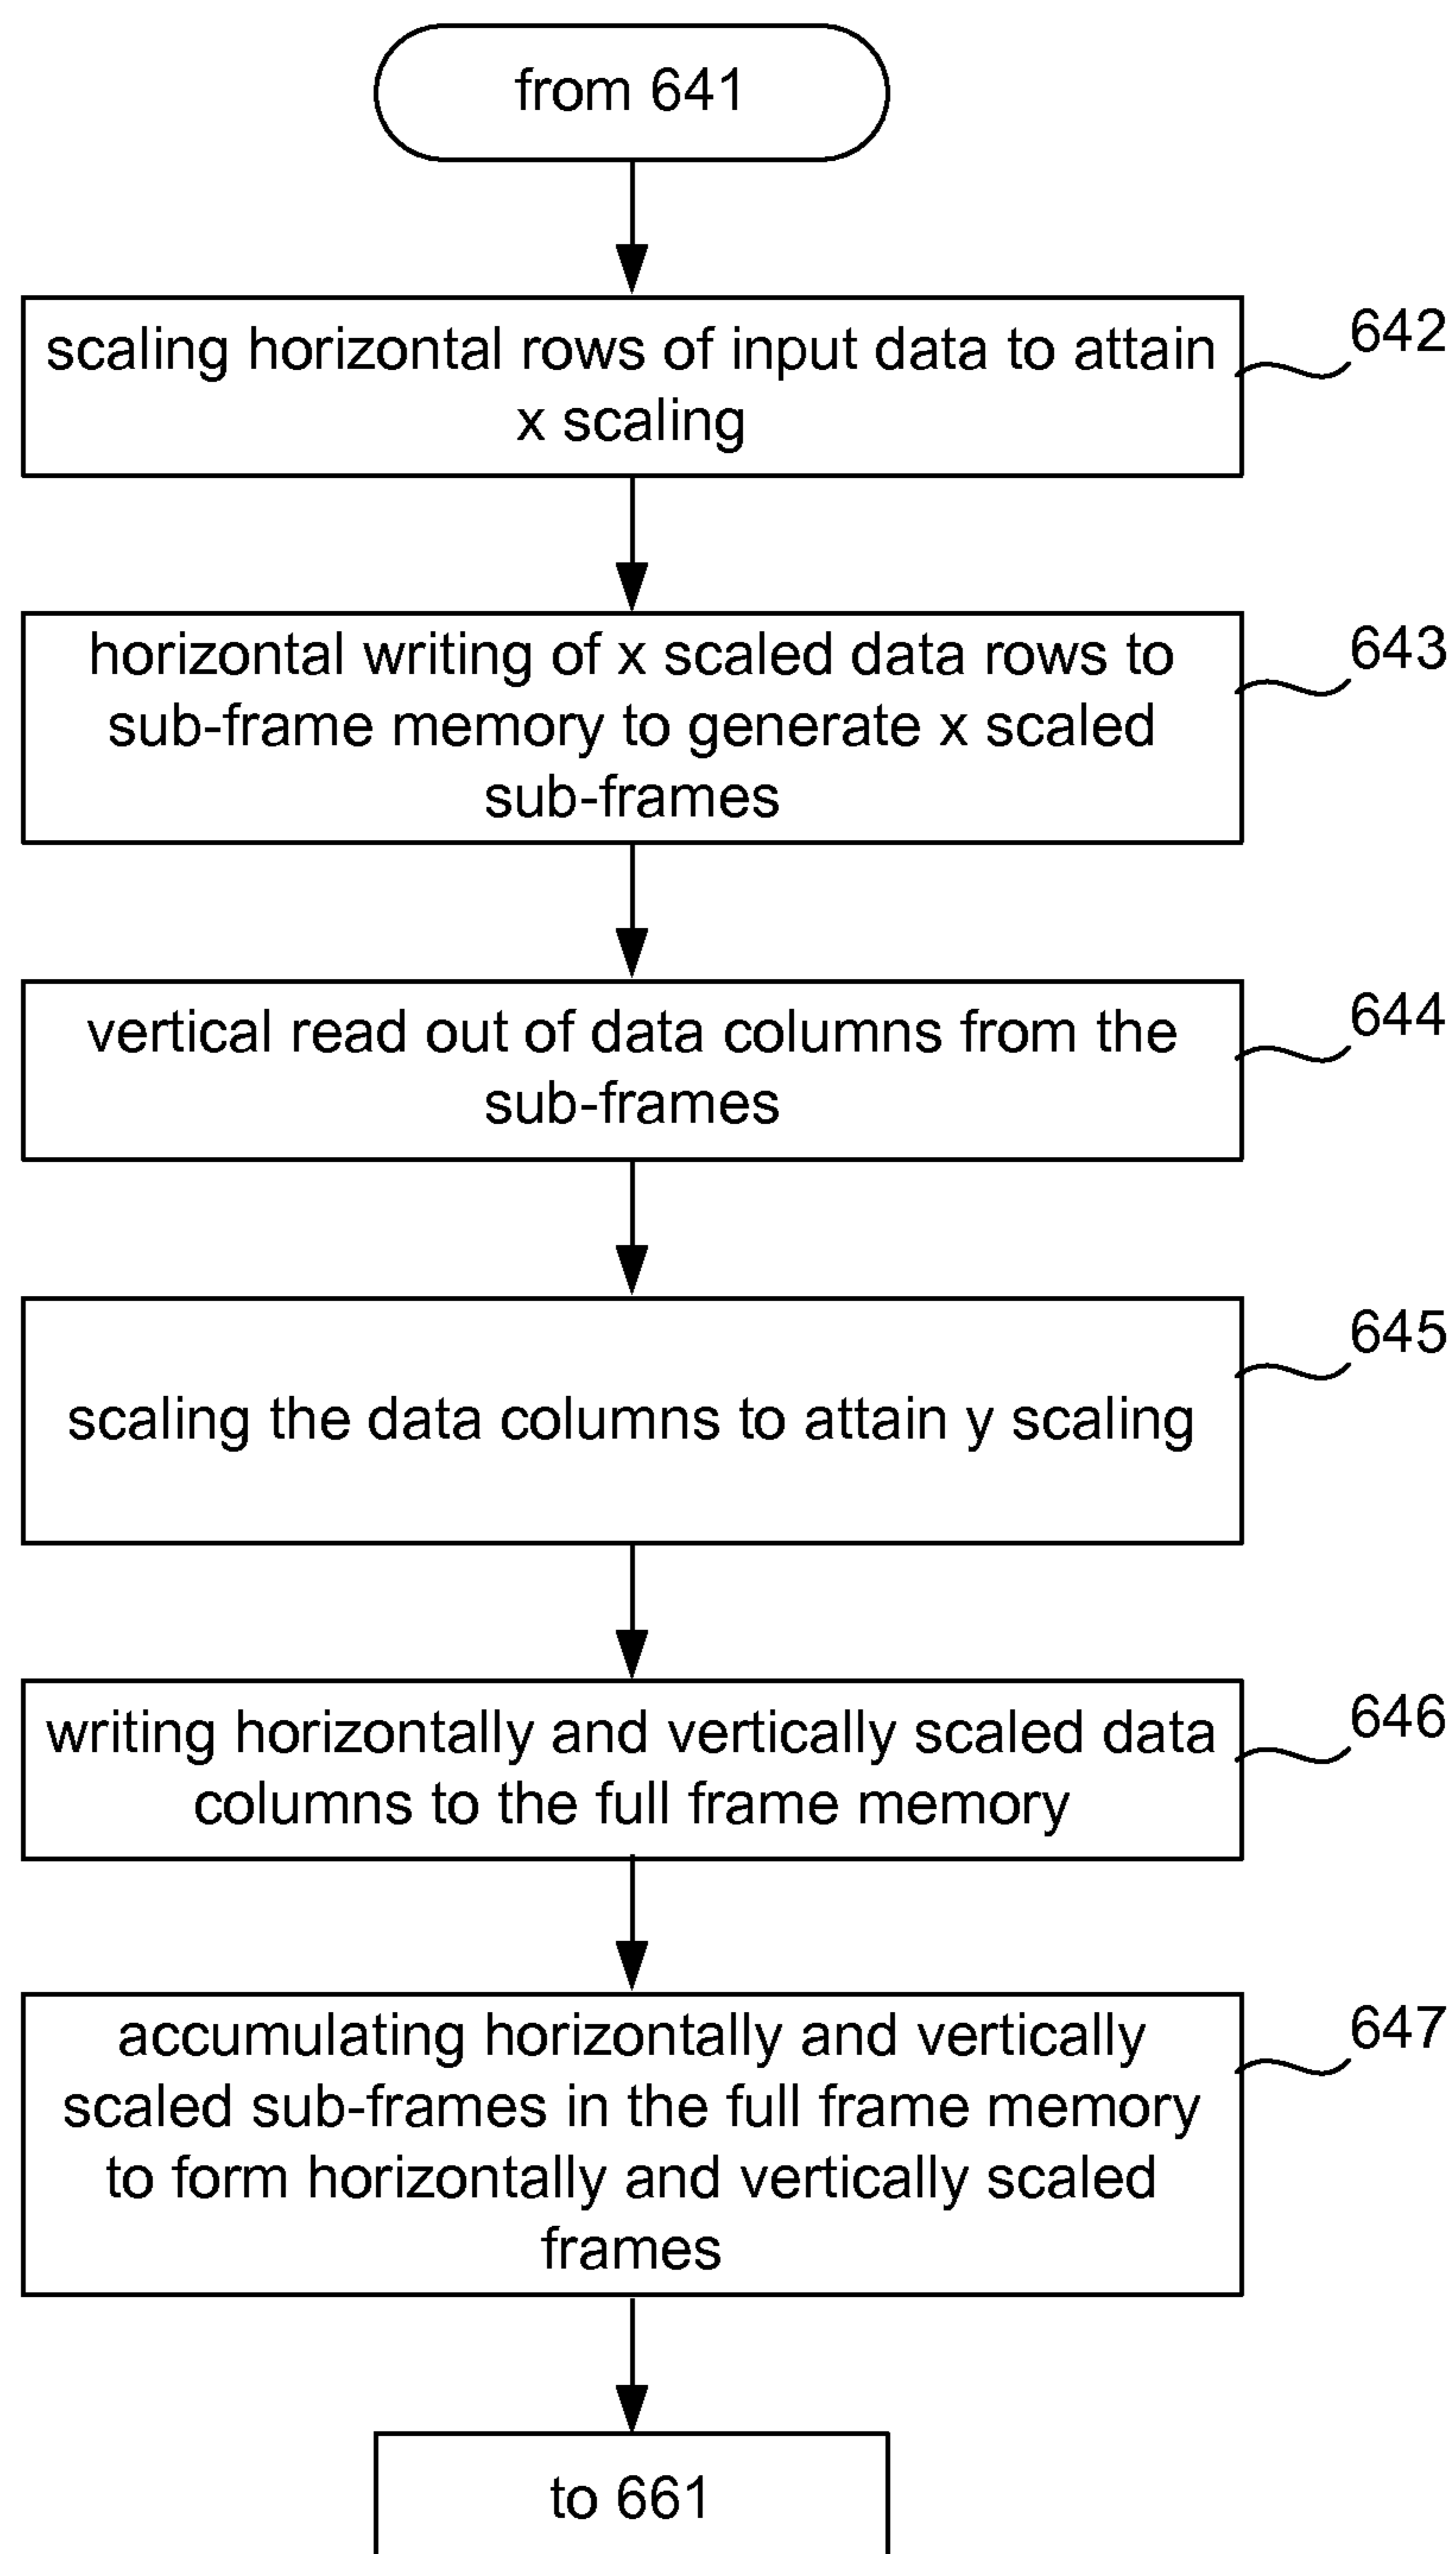 from 641
scaling horizontal rows of input data to attain
x scaling
642
horizontal writing of x scaled data rows to
sub-frame memory to generate x scaled
sub-frames
643
vertical read out of data columns from the
sub-frames
644
scaling the data columns to attain y scaling
645
writing horizontally and vertically scaled data
columns to the full frame memory
646
accumulating horizontally and vertically
scaled sub-frames in the full frame memory
to form horizontally and vertically scaled
frames
647
to 661